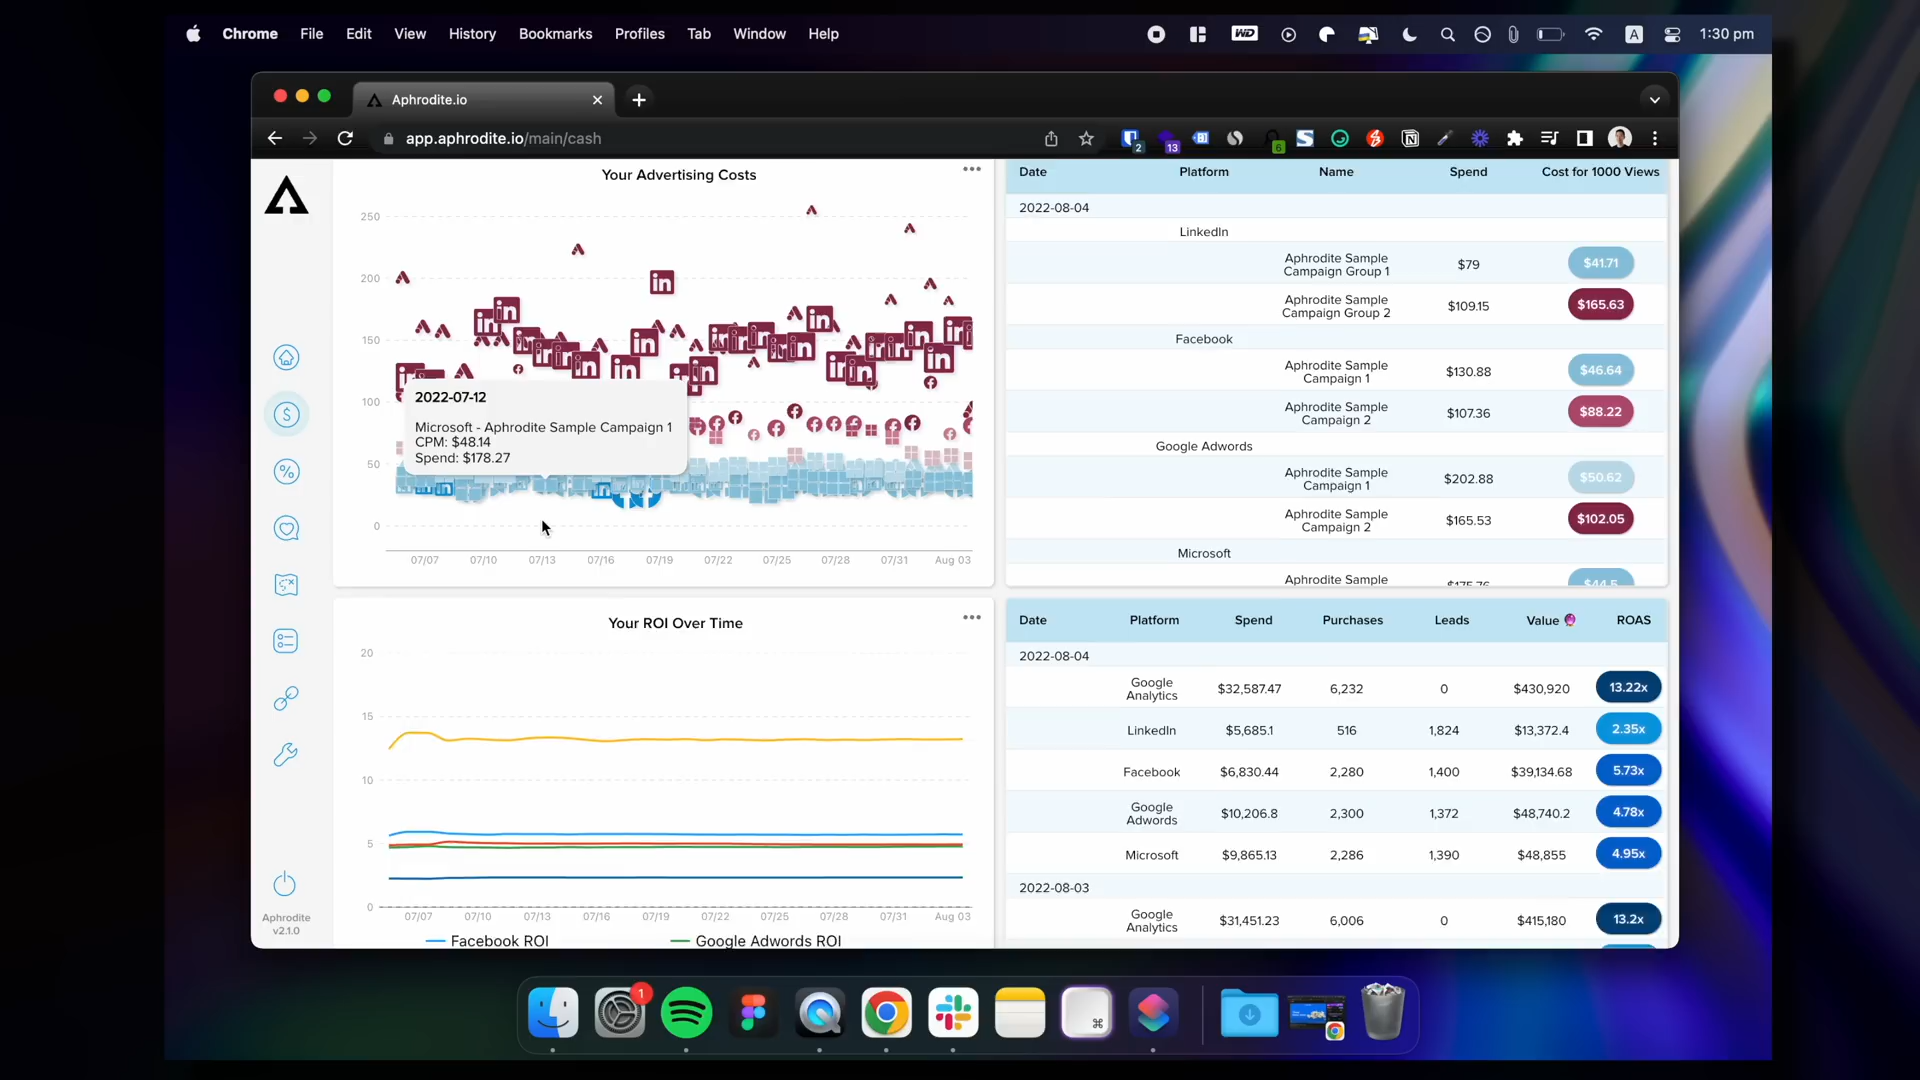 Chrome File Edit View History Bookmarks Profiles Tab Window Help
WD
A
1:30 pm
Aphrodite.io
app.aphrodite.io/main/cash
2
13
6
Your Advertising Costs
250
200
150
100
50
0
07/07 07/10 07/13 07/16 07/19 07/22 07/25 07/28 07/31 Aug 03
2022-07-12
Microsoft - Aphrodite Sample Campaign 1
CPM: $48.14
Spend: $178.27
Date Platform Name Spend Cost for 1000 Views
2022-08-04
LinkedIn
Aphrodite Sample
Campaign Group 1
$79 $41.71
Aphrodite Sample
Campaign Group 2
$109.15 $165.63
Facebook
Aphrodite Sample
Campaign 1
$130.88 $46.64
Aphrodite Sample
Campaign 2
$107.36 $88.22
Google Adwords
Aphrodite Sample
Campaign 1
$202.88 $50.62
Aphrodite Sample
Campaign 2
$165.53 $102.05
Microsoft
Aphrodite Sample
$175.76 $44.5
Your ROI Over Time
20
15
10
5
0
07/07 07/10 07/13 07/16 07/19 07/22 07/25 07/28 07/31 Aug 03
Facebook ROI Google Adwords ROI
Date Platform Spend Purchases Leads Value ROAS
2022-08-04
Google
Analytics
$32,587.47 6,232 0 $430,920 13.22x
LinkedIn $5,685.1 516 1,824 $13,372.4 2.35x
Facebook $6,830.44 2,280 1,400 $39,134.68 5.73x
Google
Adwords
$10,206.8 2,300 1,372 $48,740.2 4.78x
Microsoft $9,865.13 2,286 1,390 $48,855 4.95x
2022-08-03
Google
Analytics
$31,451.23 6,006 0 $415,180 13.2x
Aphrodite
v2.1.0
1